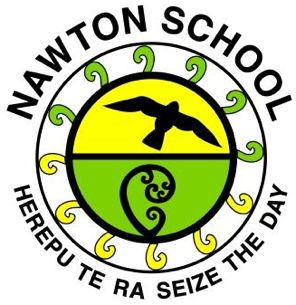 NAWTON SCHOOL
HEREPU TE RA SEIZE THE DAY